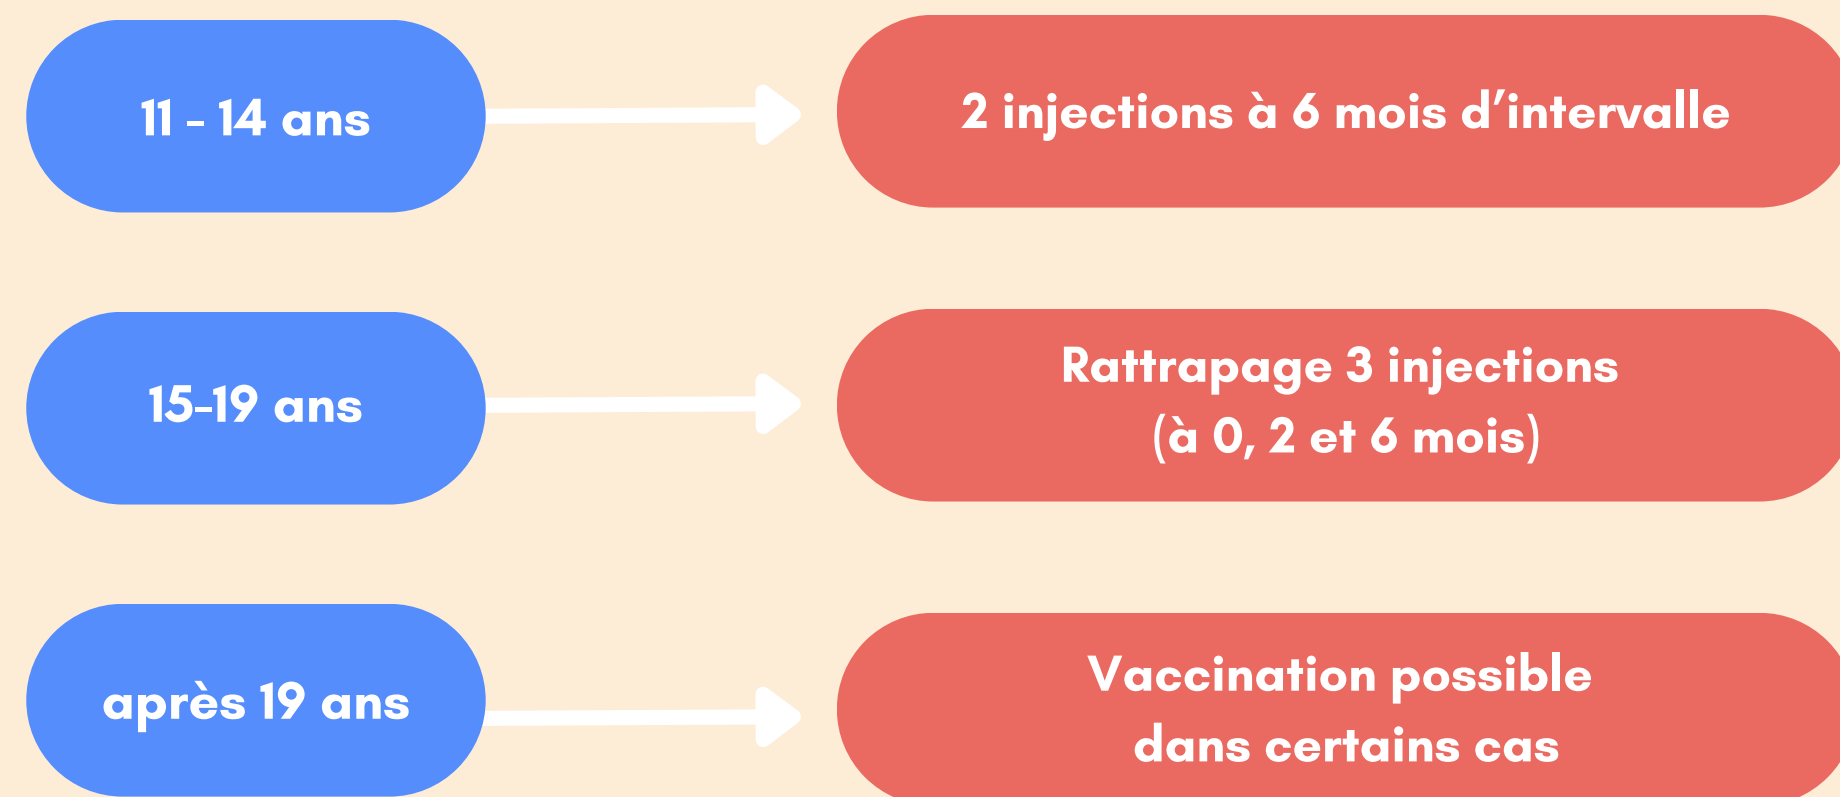 11 - 14 ans
2 injections à 6 mois d’intervalle
15-19 ans
Rattrapage 3 injections
(à 0, 2 et 6 mois)
après 19 ans
Vaccination possible
dans certains cas